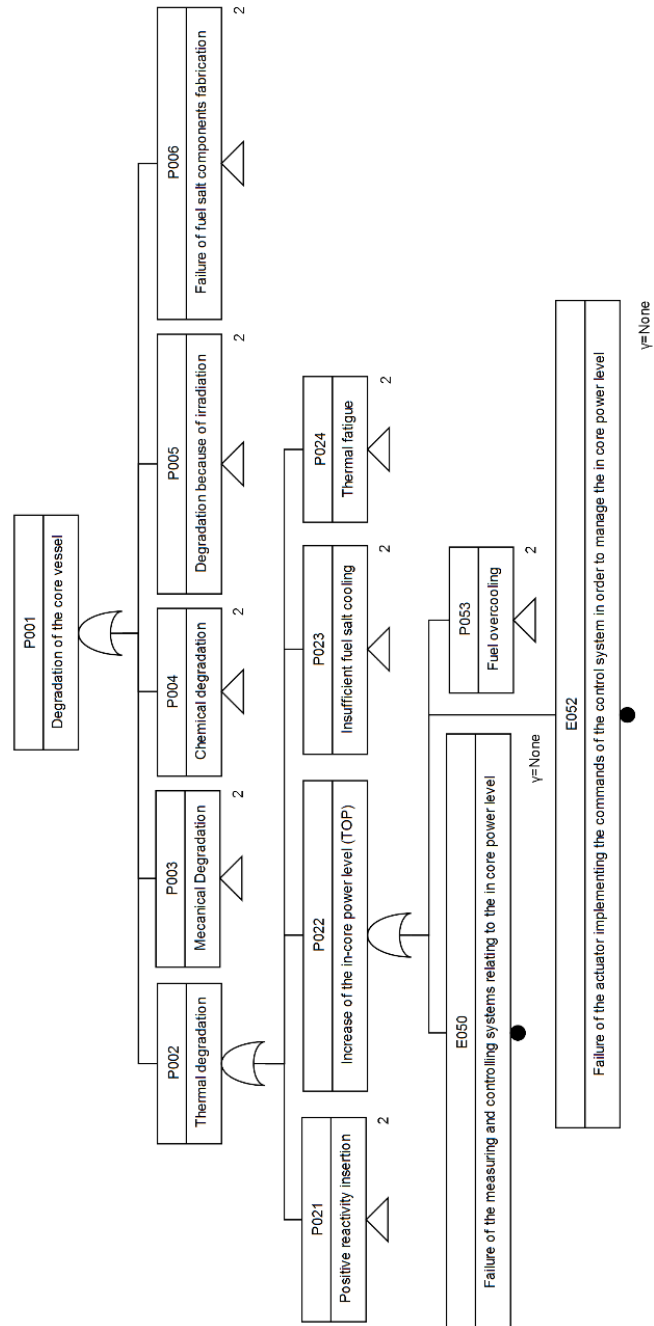 P001
Degradation of the core vessel
P002
Thermal degradation
P003
Mecanical Degradation
2
P004
Chemical degradation
2
P005
Degradation because of irradiation
2
P006
Failure of fuel salt components fabrication
2
P021
Positive reactivity insertion
2
P022
Increase of the in-core power level (TOP)
P023
Insufficient fuel salt cooling
2
P024
Thermal fatigue
2
E050
Failure of the measuring and controlling systems relating to the in core power level
γ=None
P053
Fuel overcooling
2
E052
Failure of the actuator implementing the commands of the control system in order to manage the in core power level
γ=None